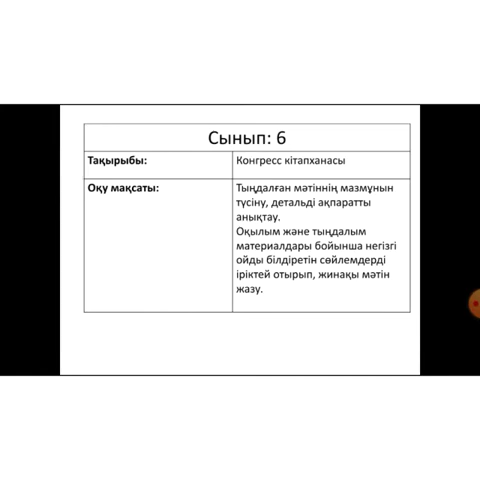 Сынып: 6
Тақырыбы:
Конгресс кітапханасы
Оқу мақсаты:
Тыңдалған мәтіннің мазмұнын
түсіну, детальді ақпаратты
анықтау.
Оқылым және тыңдалым
материалдары бойынша негізгі
ойды білдіретін сөйлемдерді
іріктей отырып, жинақы мәтін
жазу.